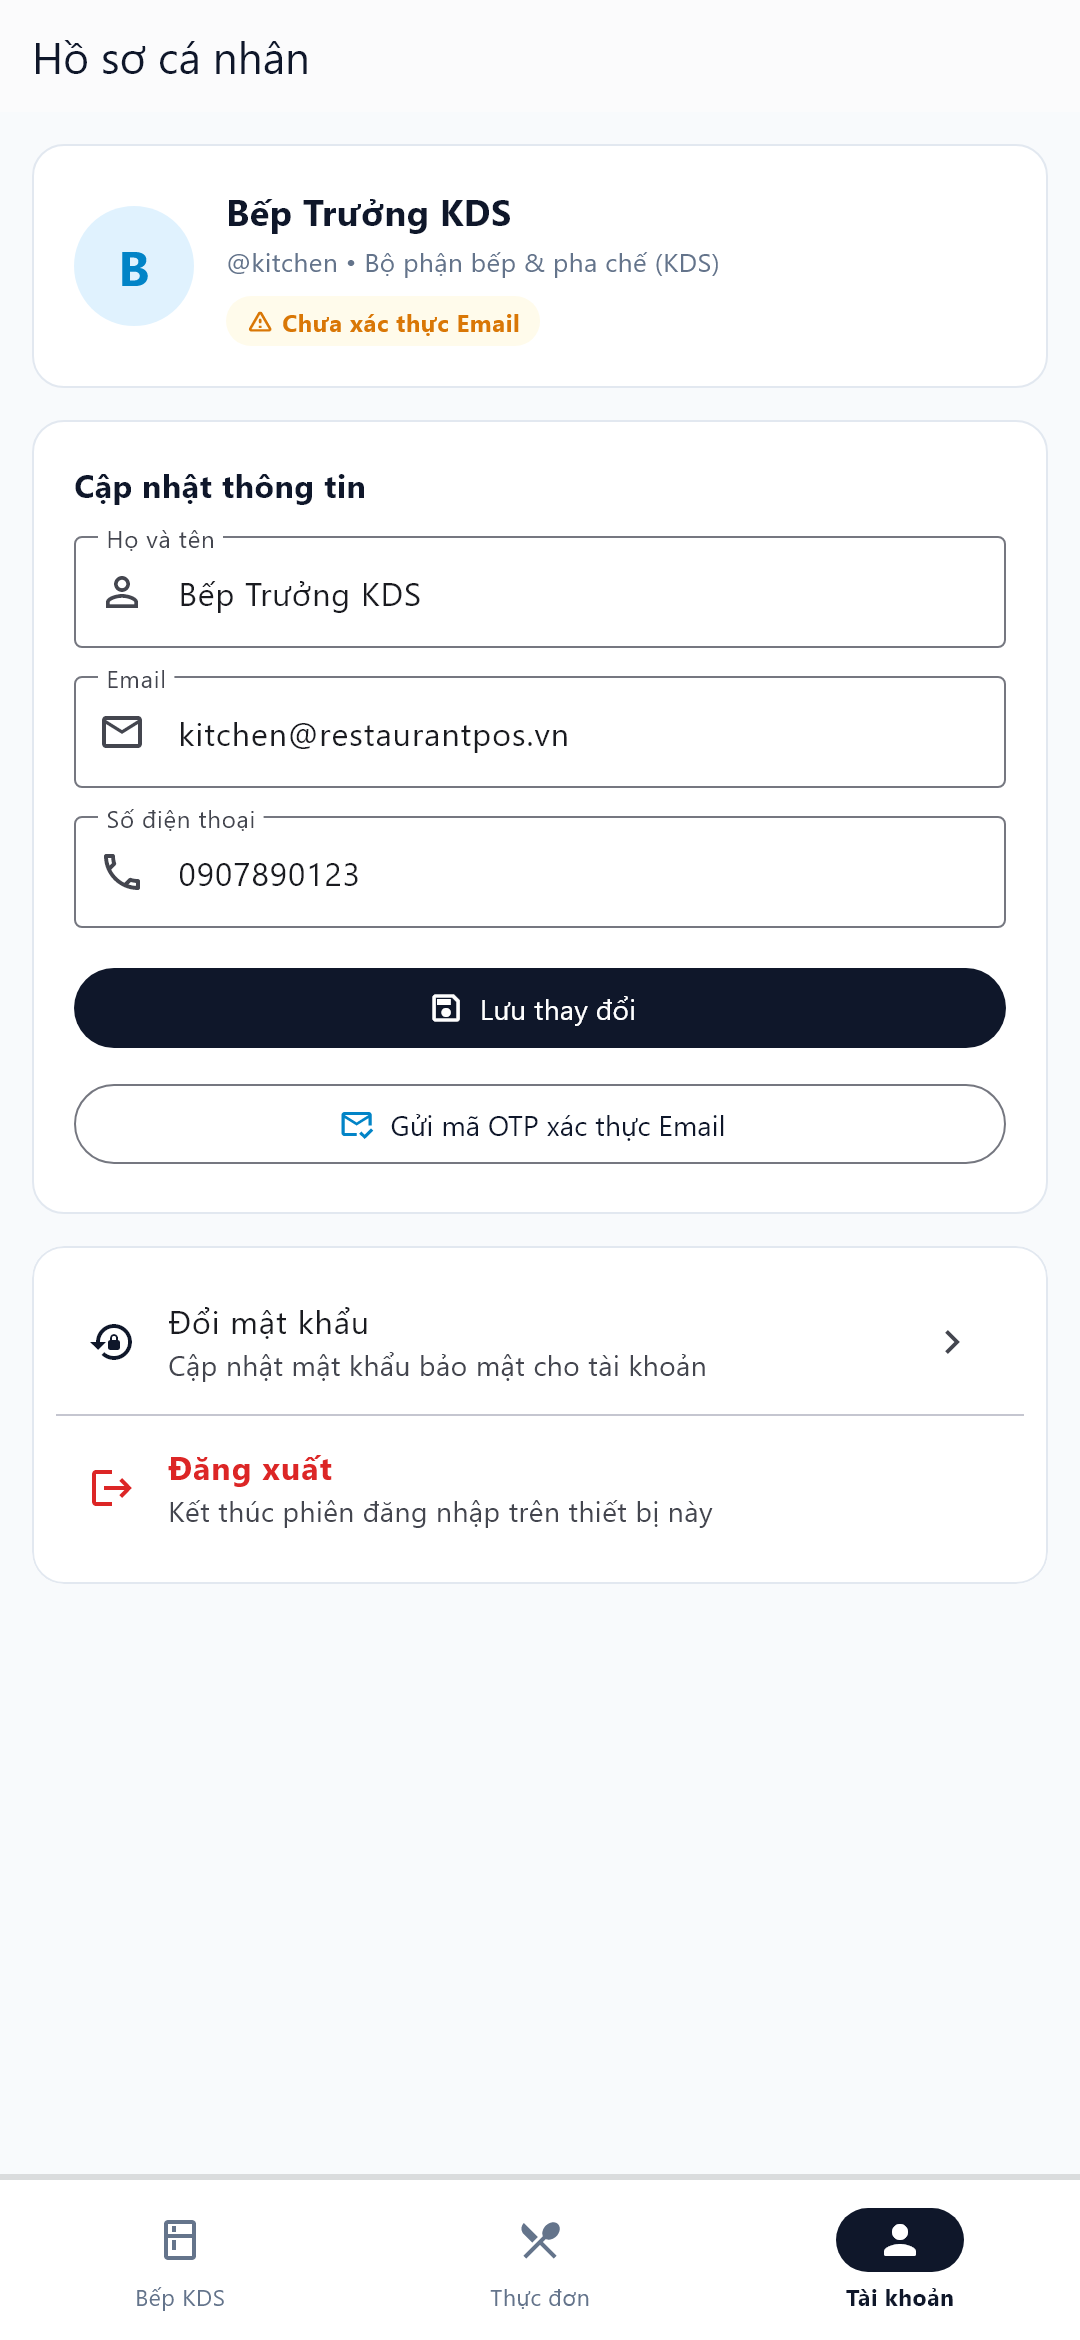 Hồ sơ cá nhân
B
Bếp Trưởng KDS
@kitchen • Bộ phận bếp & pha chế (KDS)
Chưa xác thực Email
Cập nhật thông tin
Họ và tên
Bếp Trưởng KDS
Email
kitchen@restaurantpos.vn
Số điện thoại
0907890123
Lưu thay đổi
Gửi mã OTP xác thực Email
Đổi mật khẩu
Cập nhật mật khẩu bảo mật cho tài khoản
Đăng xuất
Kết thúc phiên đăng nhập trên thiết bị này
Bếp KDS
Thực đơn
Tài khoản